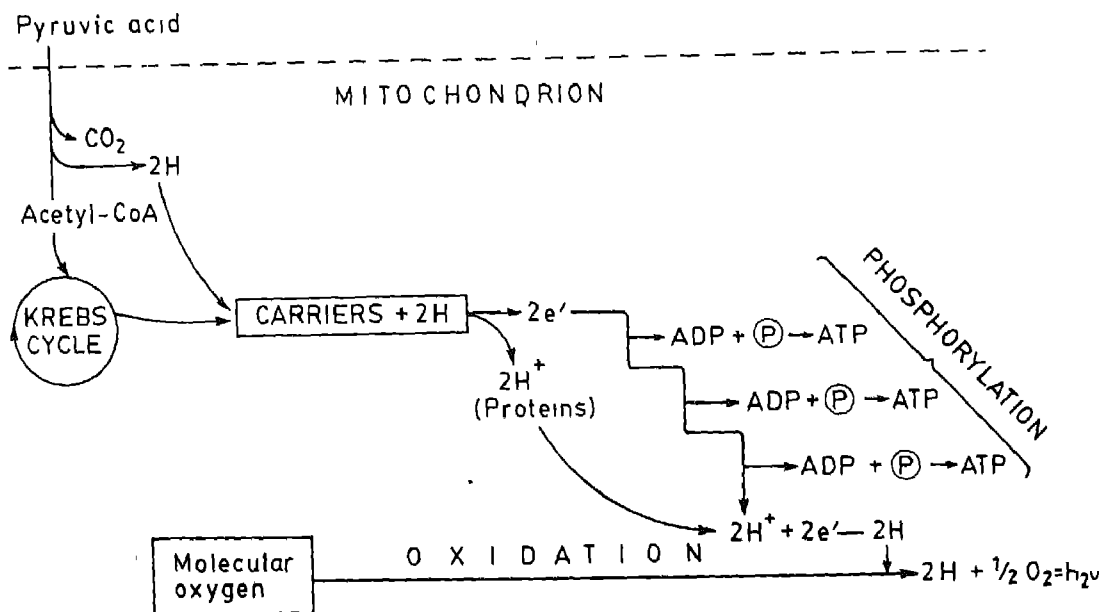 Pyruvic acid
MITOCHONDRION
CO₂
2H
Acetyl-CoA
KREBS
CYCLE
CARRIERS + 2H
2e′
2H⁺
(Proteins)
ADP + Ⓟ → ATP
ADP + Ⓟ → ATP
ADP + Ⓟ → ATP
PHOSPHORYLATION
2H⁺ + 2e′ — 2H
OXIDATION
Molecular
oxygen
2H + ½ O₂=h₂υ